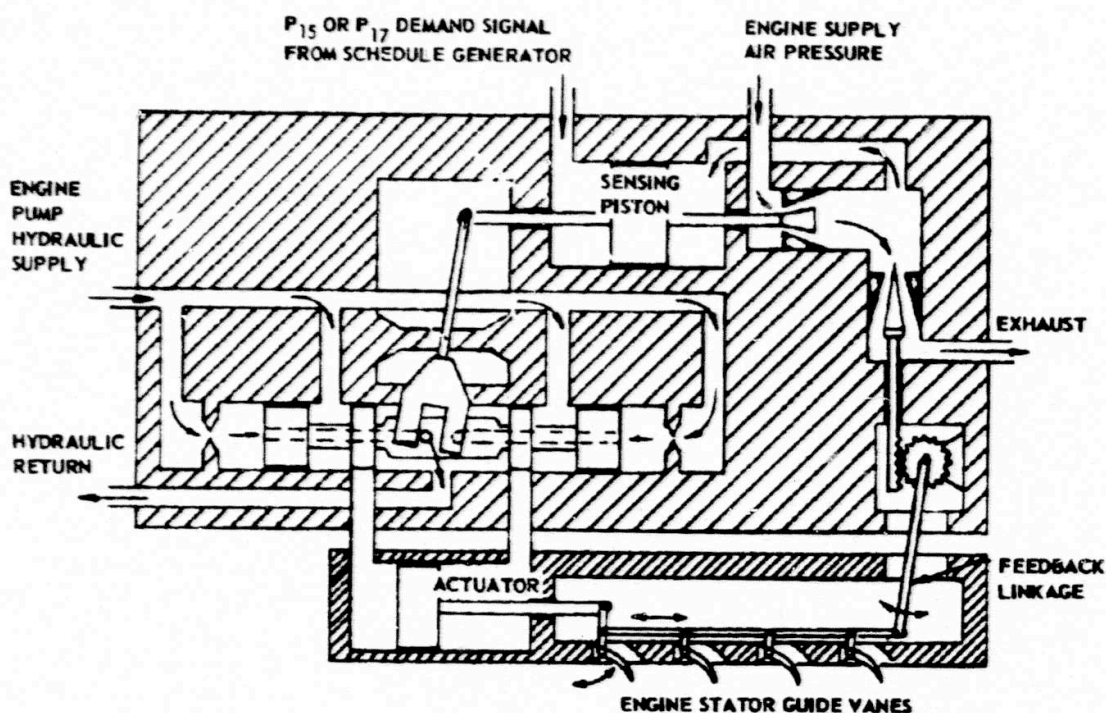 P15 OR P17 DEMAND SIGNAL
FROM SCHEDULE GENERATOR
ENGINE SUPPLY
AIR PRESSURE
SENSING
PISTON
ENGINE
PUMP
HYDRAULIC
SUPPLY
EXHAUST
HYDRAULIC
RETURN
ACTUATOR
FEEDBACK
LINKAGE
ENGINE STATOR GUIDE VANES